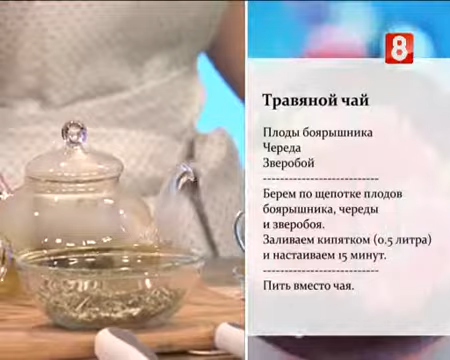 8
Травяной чай
Плоды боярышника
Череда
Зверобой
---------------------------
Берем по щепотке плодов
боярышника, череды
и зверобоя.
Заливаем кипятком (0.5 литра)
и настаиваем 15 минут.
---------------------------
Пить вместо чая.